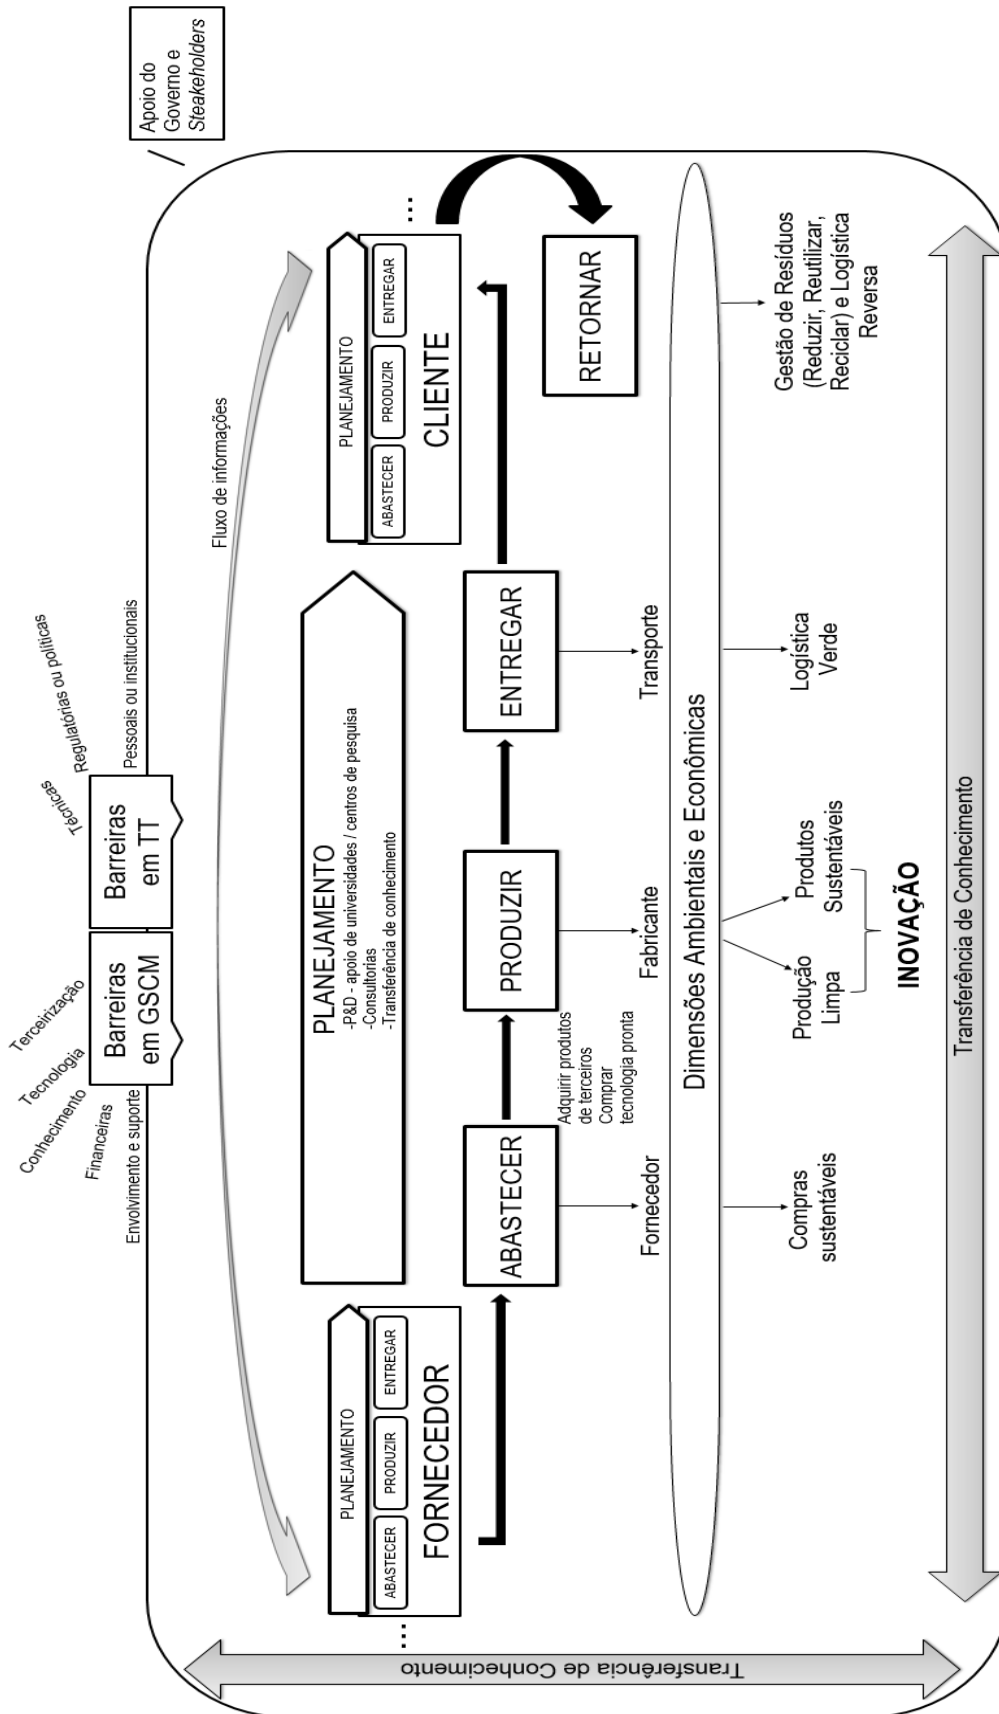 Apoio do
Governo e
Steakeholders
Terceirização
Tecnologia
Conhecimento
Financeiras
Envolvimento e suporte
Barreiras
em GSCM
Barreiras
em TT
Técnicas
Regulatórias ou políticas
Pessoais ou institucionais
Fluxo de informações
...
PLANEJAMENTO
ABASTECER
PRODUZIR
ENTREGAR
FORNECEDOR
PLANEJAMENTO
-P&D - apoio de universidades / centros de pesquisa
-Consultorias
-Transferência de conhecimento
PLANEJAMENTO
ABASTECER
PRODUZIR
ENTREGAR
CLIENTE
...
ABASTECER
PRODUZIR
ENTREGAR
RETORNAR
Adquirir produtos
de terceiros
Comprar
tecnologia pronta
Fornecedor
Fabricante
Transporte
Dimensões Ambientais e Econômicas
Compras
sustentáveis
Produção
Limpa
Produtos
Sustentáveis
INOVAÇÃO
Logística
Verde
Gestão de Resíduos
(Reduzir, Reutilizar,
Reciclar) e Logística
Reversa
Transferência de Conhecimento
Transferência de Conhecimento